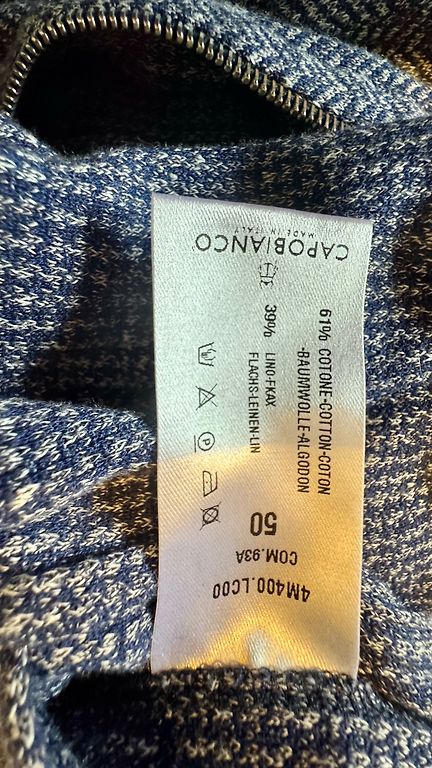 CAPOBIANCO
MADE IN ITALY
61% COTONE-COTTON-COTON
-BAUMWOLLE-ALGODON
39% LINO-FKAX
FLACHS-LEINEN-LIN
P
50
COM.93A
4M400.LC00